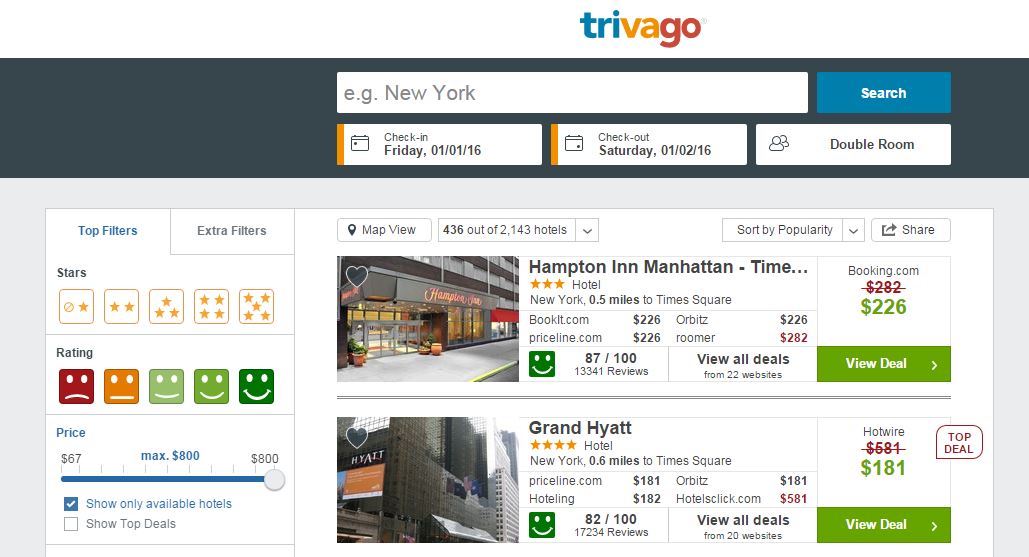 trivago
e.g. New York
Search
Check-in
Friday, 01/01/16
Check-out
Saturday, 01/02/16
Double Room
Top Filters
Extra Filters
Map View
436 out of 2,143 hotels
Sort by Popularity
Share
Stars
Rating
Price
$67
max. $800
$800
Show only available hotels
Show Top Deals
Hampton Inn
Hampton Inn Manhattan - Time...
Hotel
New York, 0.5 miles to Times Square
BookIt.com $226 Orbitz $226
priceline.com $226 roomer $282
87 / 100
13341 Reviews
View all deals
from 22 websites
Booking.com
$282
$226
View Deal
HYATT
Grand Hyatt
Hotel
New York, 0.6 miles to Times Square
priceline.com $181 Orbitz $181
Hoteling $182 Hotelsclick.com $581
82 / 100
17234 Reviews
View all deals
from 20 websites
Hotwire
$581
$181
View Deal
TOP
DEAL